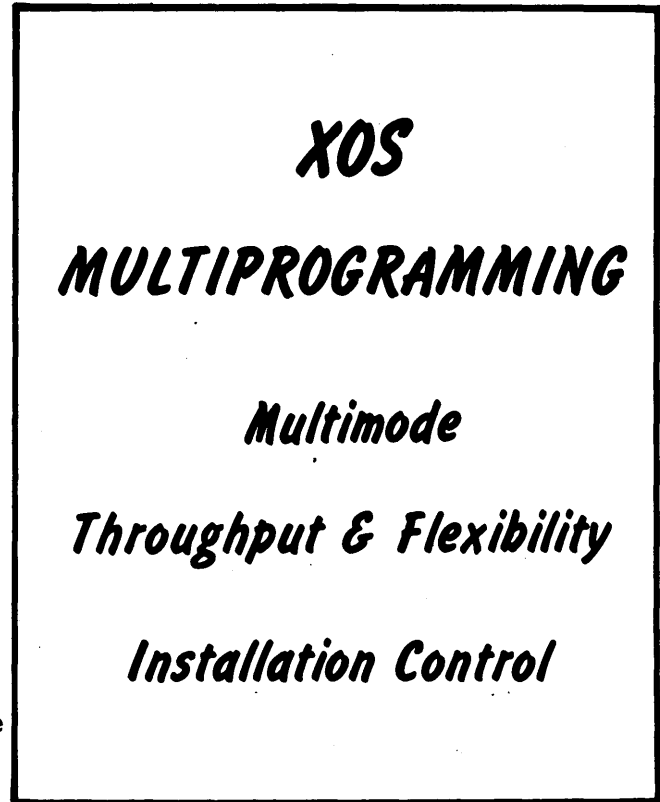 XOS
MULTIPROGRAMMING
Multimode
Throughput & Flexibility
Installation Control